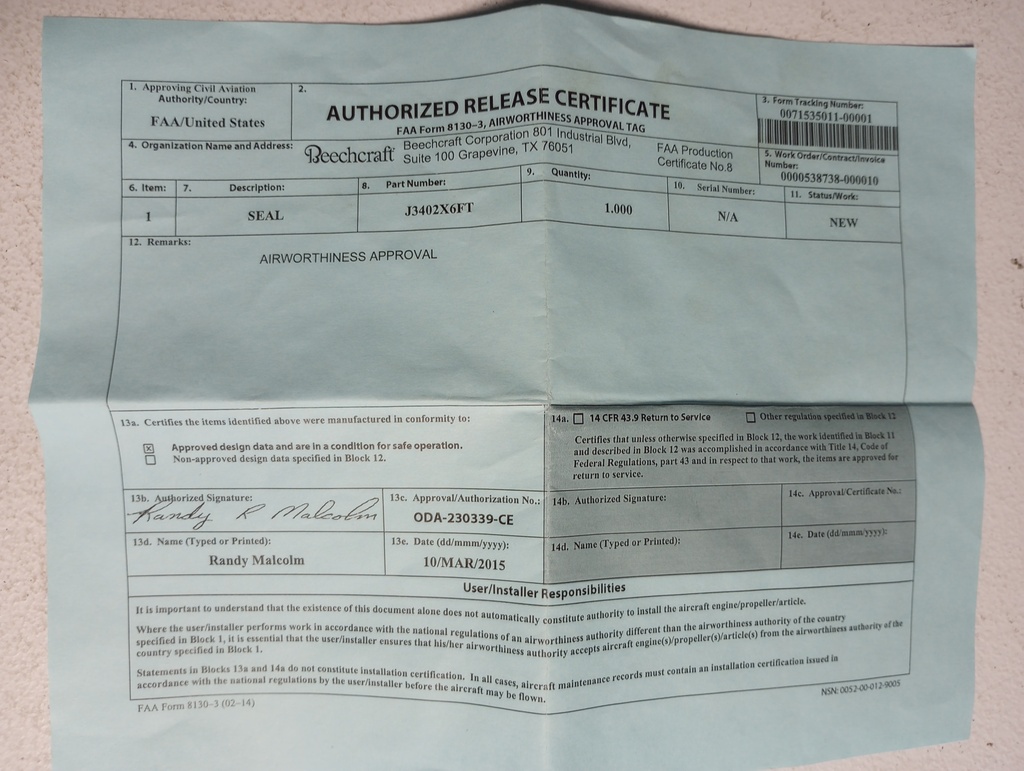 1. Approving Civil Aviation Authority/Country:
FAA/United States
2.
AUTHORIZED RELEASE CERTIFICATE
FAA Form 8130–3, AIRWORTHINESS APPROVAL TAG
3. Form Tracking Number:
0071535011-00001
4. Organization Name and Address:
Beechcraft
Beechcraft Corporation 801 Industrial Blvd,
Suite 100 Grapevine, TX 76051
FAA Production
Certificate No.8
5. Work Order/Contract/Invoice
Number:
0000538738-000010
6. Item:
7. Description:
8. Part Number:
9. Quantity:
10. Serial Number:
11. Status/Work:
1
SEAL
J3402X6FT
1.000
N/A
NEW
12. Remarks:
AIRWORTHINESS APPROVAL
13a. Certifies the items identified above were manufactured in conformity to:
Approved design data and are in a condition for safe operation.
Non-approved design data specified in Block 12.
14a. 14 CFR 43.9 Return to Service
Other regulation specified in Block 12
Certifies that unless otherwise specified in Block 12, the work identified in Block 11
and described in Block 12 was accomplished in accordance with Title 14, Code of
Federal Regulations, part 43 and in respect to that work, the items are approved for
return to service.
13b. Authorized Signature:
Randy R Malcolm
13c. Approval/Authorization No.:
ODA-230339-CE
14b. Authorized Signature:
14c. Approval/Certificate No.:
13d. Name (Typed or Printed):
Randy Malcolm
13e. Date (dd/mmm/yyyy):
10/MAR/2015
14d. Name (Typed or Printed):
14e. Date (dd/mmm/yyyy):
User/Installer Responsibilities
It is important to understand that the existence of this document alone does not automatically constitute authority to install the aircraft engine/propeller/article.
Where the user/installer performs work in accordance with the national regulations of an airworthiness authority different than the airworthiness authority of the country
specified in Block 1, it is essential that the user/installer ensures that his/her airworthiness authority accepts aircraft engine(s)/propeller(s)/article(s) from the airworthiness authority of the
country specified in Block 1.
Statements in Blocks 13a and 14a do not constitute installation certification. In all cases, aircraft maintenance records must contain an installation certification issued in
accordance with the national regulations by the user/installer before the aircraft may be flown.
FAA Form 8130–3 (02–14)
NSN: 0052-00-012-9005